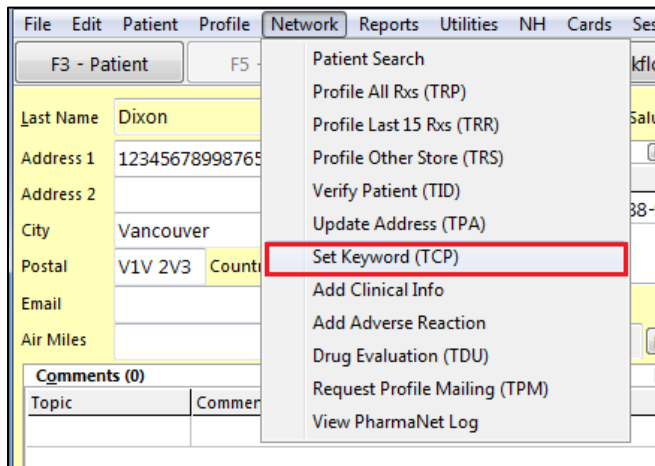 File Edit Patient Profile Network Reports Utilities NH Cards
F3 - Patient F5 -
Patient Search
Profile All Rxs (TRP)
Last Name Dixon
Profile Last 15 Rxs (TRR)
Address 1 12345678998765
Profile Other Store (TRS)
Address 2
Verify Patient (TID)
City Vancouver
Update Address (TPA)
Postal V1V 2V3
Set Keyword (TCP)
Email
Add Clinical Info
Air Miles
Add Adverse Reaction
Drug Evaluation (TDU)
Comments (0)
Request Profile Mailing (TPM)
Topic
View PharmaNet Log